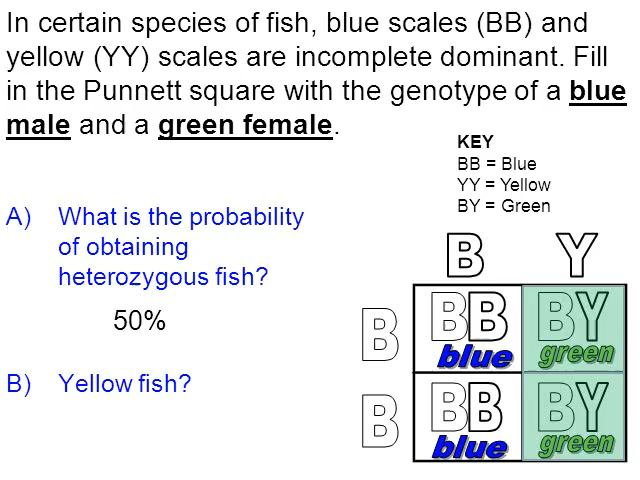 In certain species of fish, blue scales (BB) and
yellow (YY) scales are incomplete dominant. Fill
in the Punnett square with the genotype of a blue
male and a green female.
KEY
BB = Blue
YY = Yellow
BY = Green
A) What is the probability
of obtaining
heterozygous fish?
50%
B) Yellow fish?
B Y
B BB BY
blue green
B BB BY
blue green